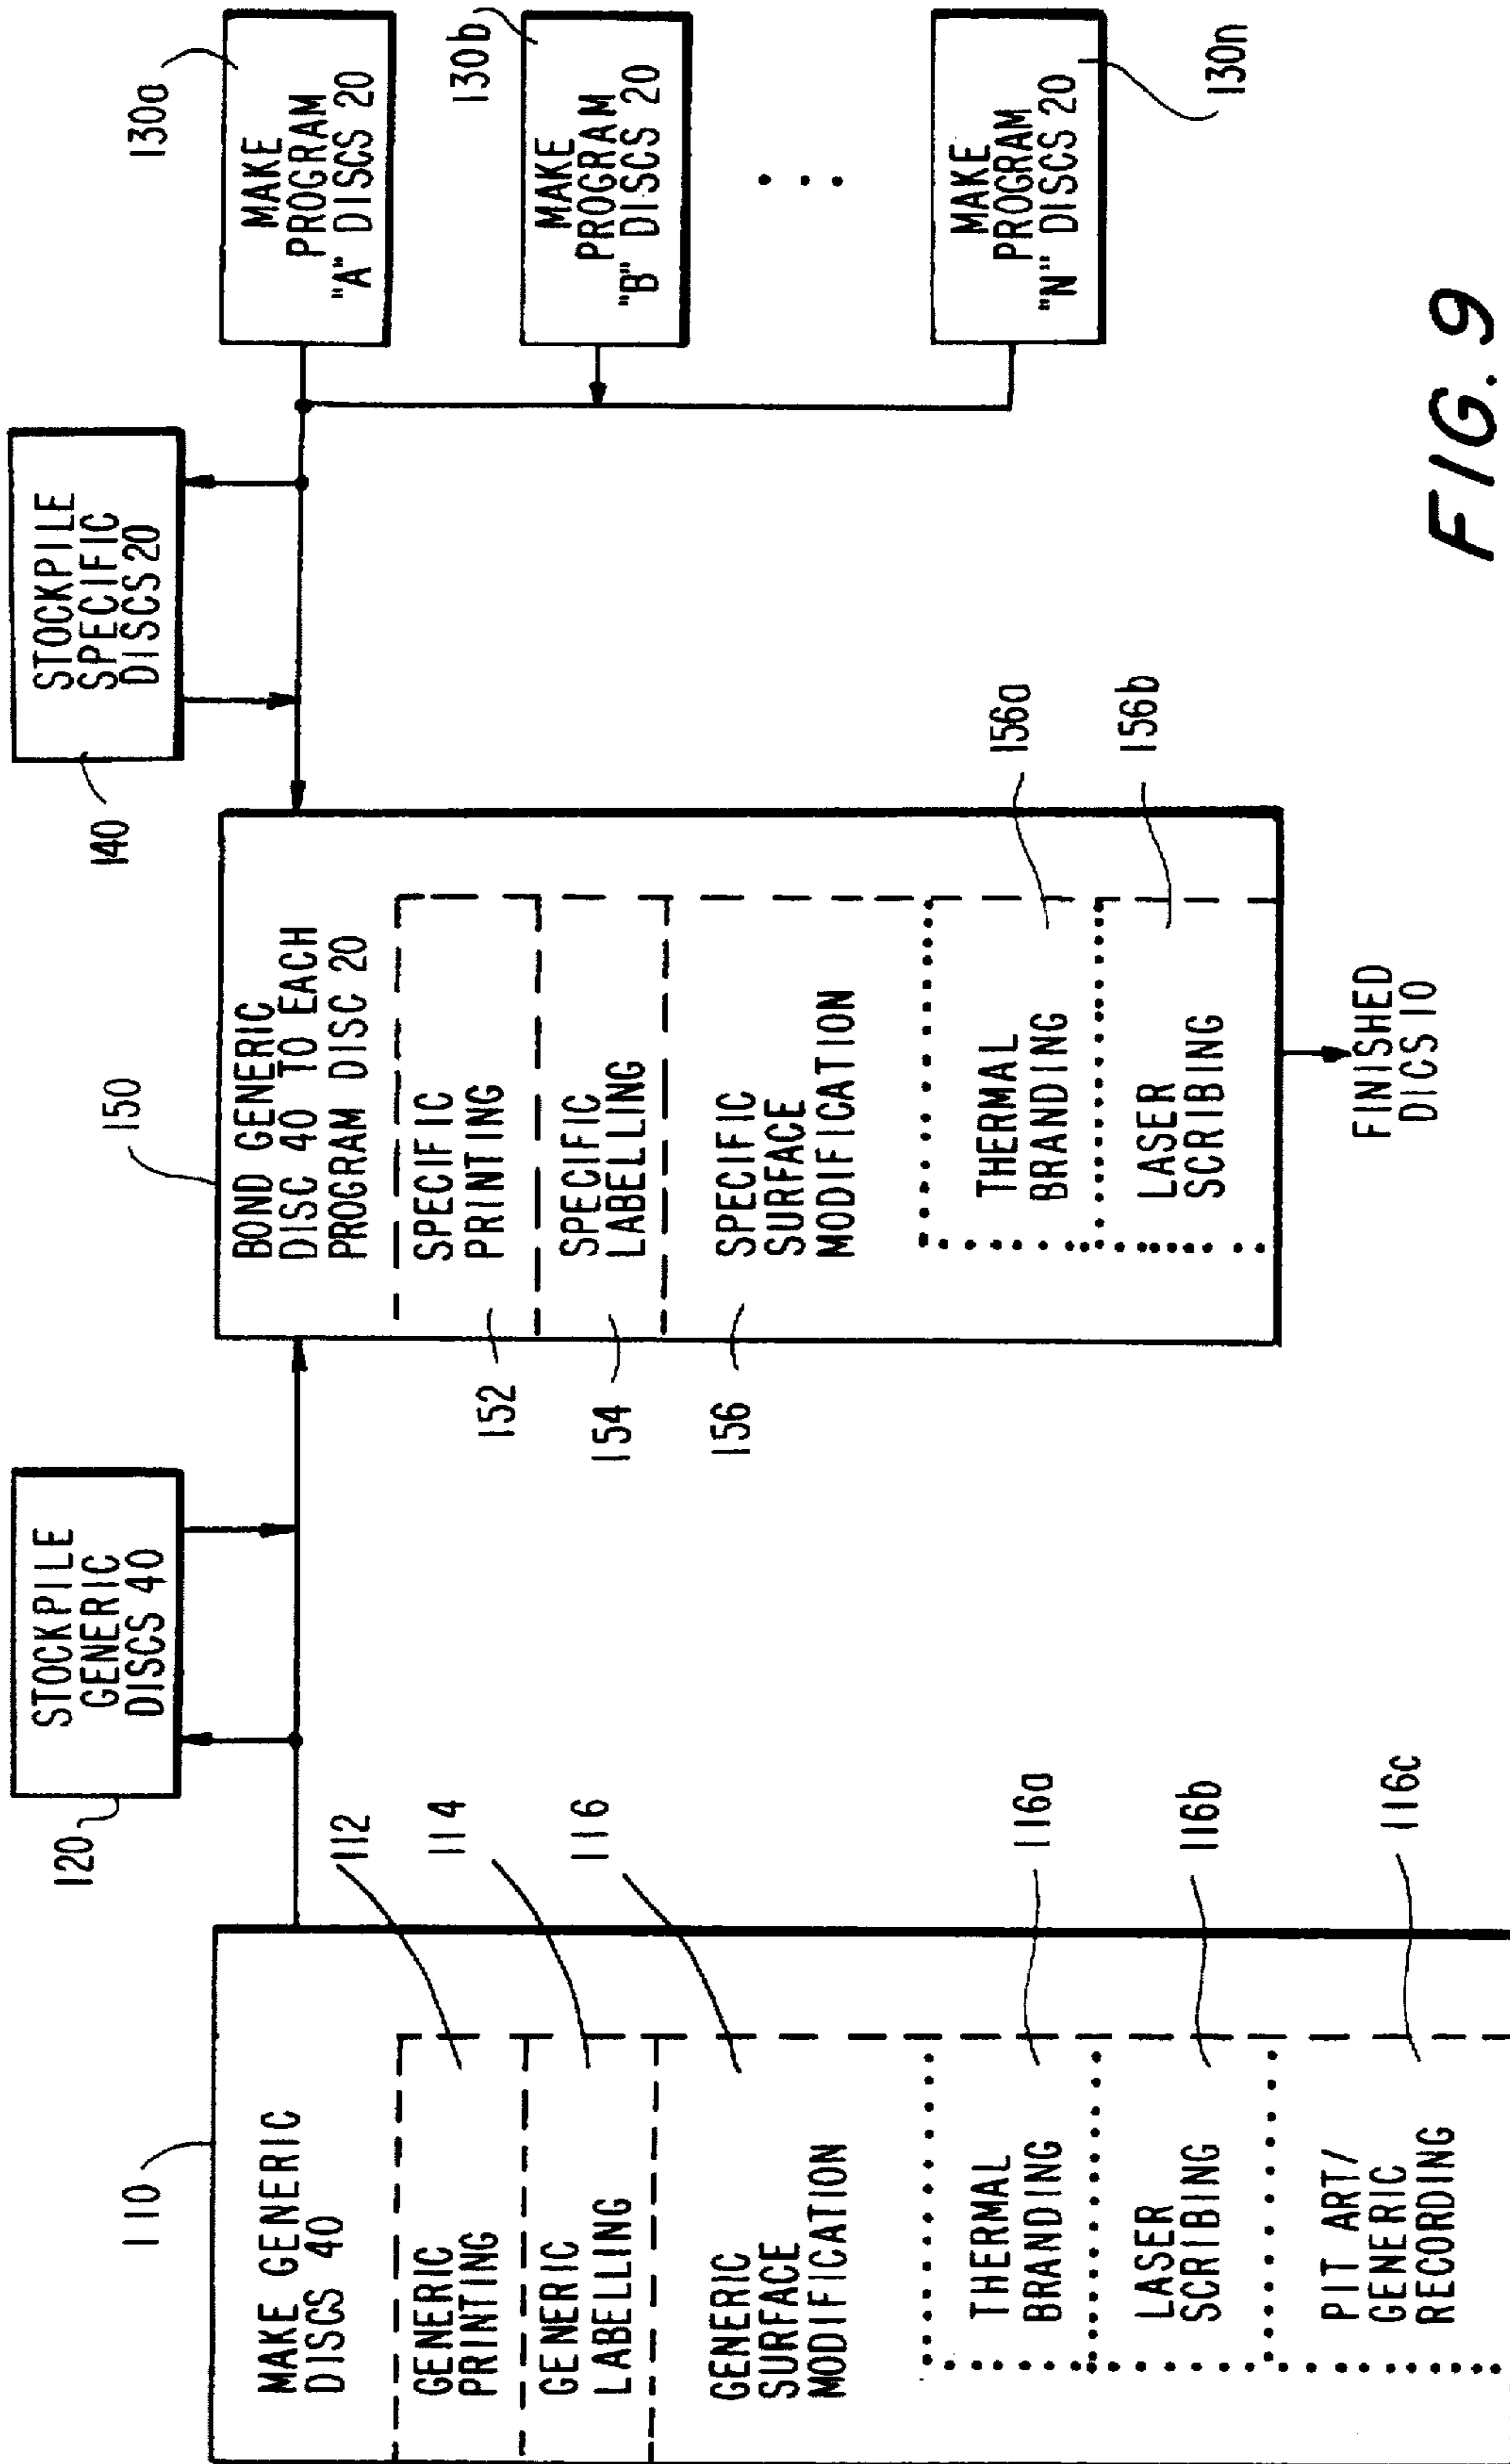 110
MAKE GENERIC
DISCS 40
GENERIC
PRINTING
112
GENERIC
LABELLING
114
GENERIC
SURFACE
MODIFICATION
116
THERMAL
BRANDING
116a
LASER
SCRIBING
116b
PIT ART/
GENERIC
RECORDING
116c
120
STOCKPILE
GENERIC
DISCS 40
150
BOND GENERIC
DISC 40 TO EACH
PROGRAM DISC 20
152
SPECIFIC
PRINTING
154
SPECIFIC
LABELLING
156
SPECIFIC
SURFACE
MODIFICATION
THERMAL
BRANDING
156a
LASER
SCRIBING
156b
FINISHED
DICS 10
140
STOCKPILE
SPECIFIC
DISCS 20
130a
MAKE
PROGRAM
"A" DISCS 20
130b
MAKE
PROGRAM
"B" DISCS 20
MAKE
PROGRAM
"N" DISCS 20
130n
FIG. 9